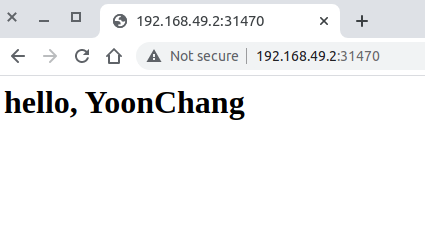 192.168.49.2:31470
Not secure
192.168.49.2:31470
hello, YoonChang